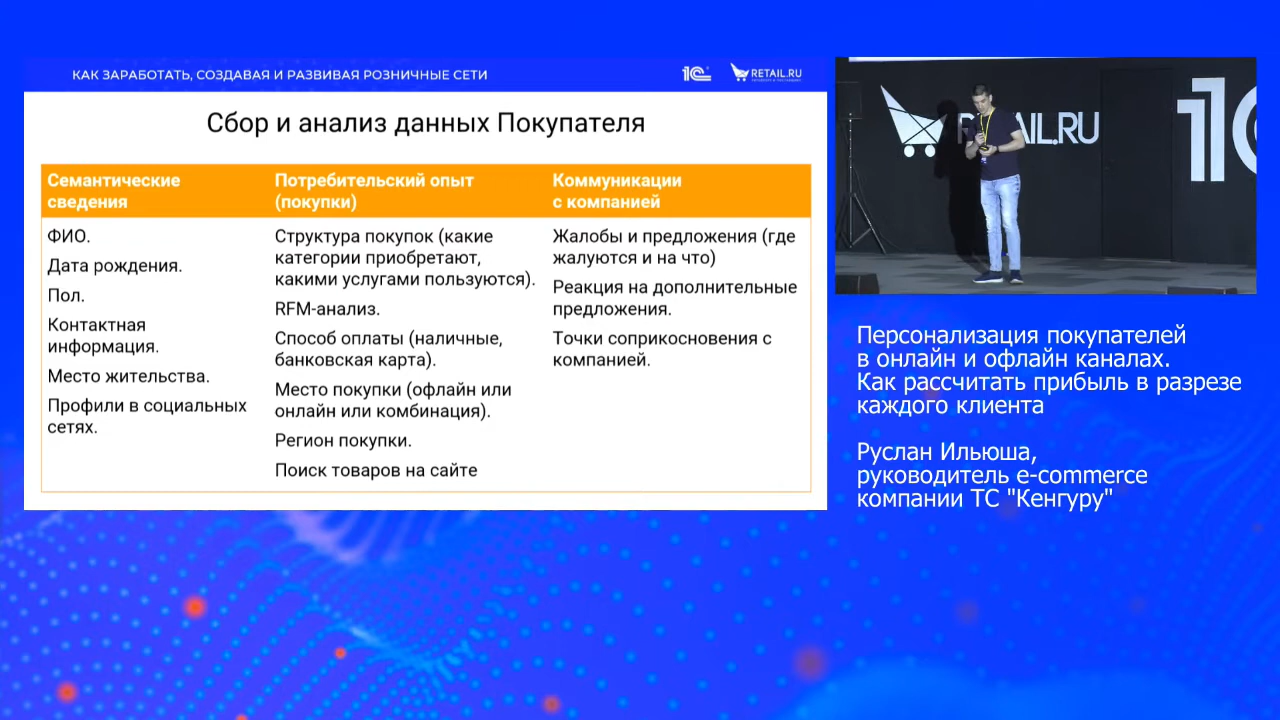 КАК ЗАРАБОТАТЬ, СОЗДАВАЯ И РАЗВИВАЯ РОЗНИЧНЫЕ СЕТИ
1С
RETAIL.RU
Сбор и анализ данных Покупателя
Семантические
сведения
ФИО.
Дата рождения.
Пол.
Контактная
информация.
Место жительства.
Профили в социальных
сетях.
Потребительский опыт
(покупки)
Структура покупок (какие
категории приобретают,
какими услугами пользуются).
RFM-анализ.
Способ оплаты (наличные,
банковская карта).
Место покупки (офлайн или
онлайн или комбинация).
Регион покупки.
Поиск товаров на сайте
Коммуникации
с компанией
Жалобы и предложения (где
жалуются и на что)
Реакция на дополнительные
предложения.
Точки соприкосновения с
компанией.
R AIL.RU
1С
Персонализация покупателей
в онлайн и офлайн каналах.
Как рассчитать прибыль в разрезе
каждого клиента
Руслан Ильюша,
руководитель e-commerce
компании ТС "Кенгуру"